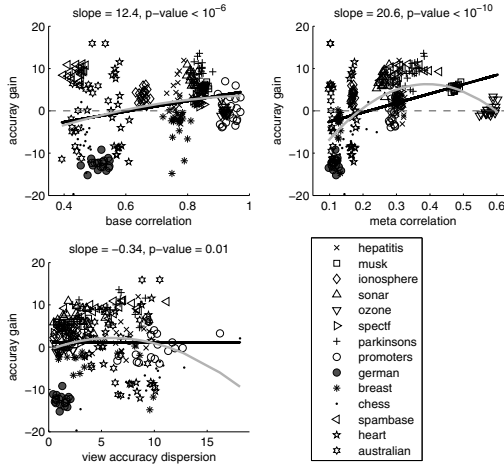 slope = 12.4, p-value < 10⁻⁶
20
10
0
−10
−20
0.4 0.6 0.8 1
accuray gain
base correlation
slope = 20.6, p-value < 10⁻¹⁰
20
10
0
−10
−20
0.1 0.2 0.3 0.4 0.5 0.6
accuray gain
meta correlation
slope = −0.34, p-value = 0.01
20
10
0
−10
−20
0 5 10 15
accuray gain
view accuracy dispersion
hepatitis
musk
ionosphere
sonar
ozone
spectf
parkinsons
promoters
german
breast
chess
spambase
heart
australian